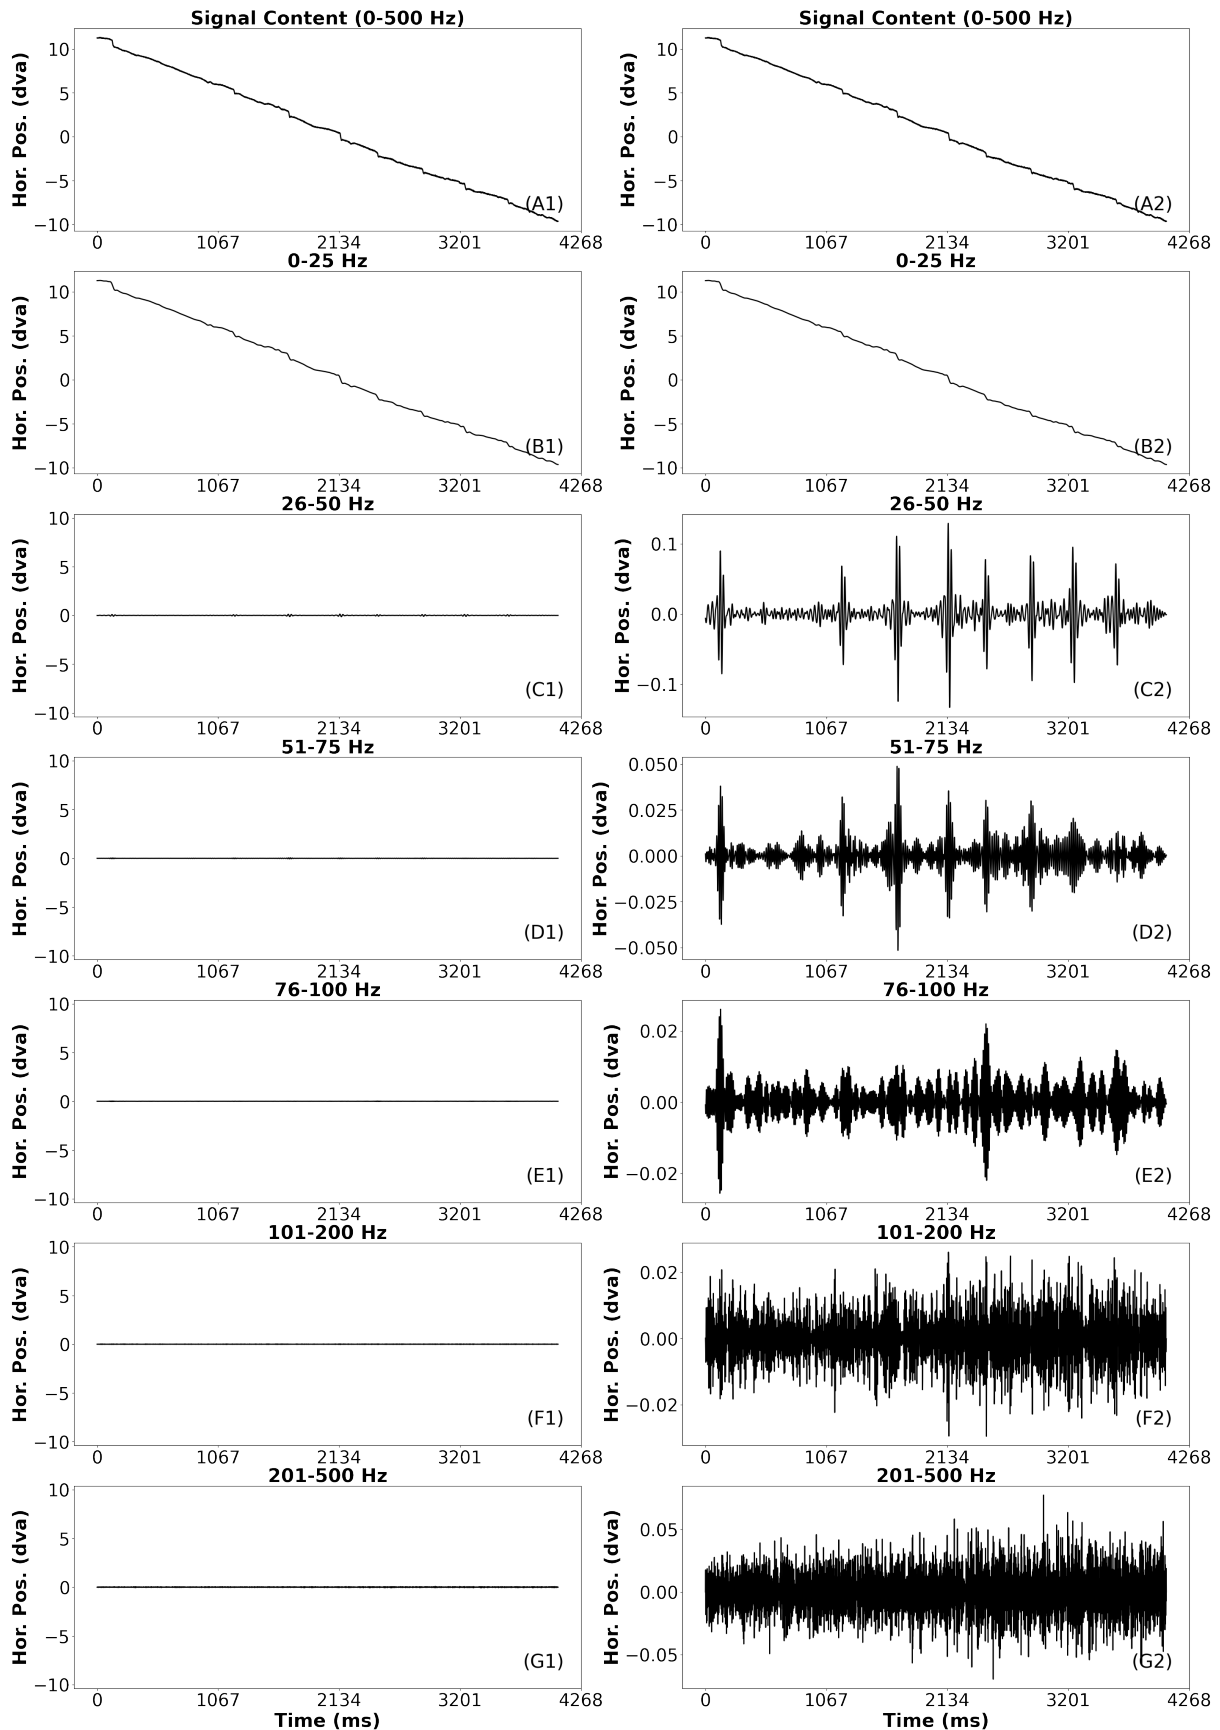 Signal Content (0-500 Hz) Signal Content (0-500 Hz)
Hor. Pos. (dva) 10 5 0 −5 −10 (A1) Hor. Pos. (dva) 10 5 0 −5 −10 (A2)
0 1067 2134 3201 4268 0 1067 2134 3201 4268
0-25 Hz 0-25 Hz
Hor. Pos. (dva) 10 5 0 −5 −10 (B1) Hor. Pos. (dva) 10 5 0 −5 −10 (B2)
0 1067 2134 3201 4268 0 1067 2134 3201 4268
26-50 Hz 26-50 Hz
Hor. Pos. (dva) 10 5 0 −5 −10 (C1) Hor. Pos. (dva) 0.1 0.0 −0.1 (C2)
0 1067 2134 3201 4268 0 1067 2134 3201 4268
51-75 Hz 51-75 Hz
Hor. Pos. (dva) 10 5 0 −5 −10 (D1) Hor. Pos. (dva) 0.050 0.025 0.000 −0.025 −0.050 (D2)
0 1067 2134 3201 4268 0 1067 2134 3201 4268
76-100 Hz 76-100 Hz
Hor. Pos. (dva) 10 5 0 −5 −10 (E1) Hor. Pos. (dva) 0.02 0.00 −0.02 (E2)
0 1067 2134 3201 4268 0 1067 2134 3201 4268
101-200 Hz 101-200 Hz
Hor. Pos. (dva) 10 5 0 −5 −10 (F1) Hor. Pos. (dva) 0.02 0.00 −0.02 (F2)
0 1067 2134 3201 4268 0 1067 2134 3201 4268
201-500 Hz 201-500 Hz
Hor. Pos. (dva) 10 5 0 −5 −10 (G1) Hor. Pos. (dva) 0.05 0.00 −0.05 (G2)
0 1067 2134 3201 4268 0 1067 2134 3201 4268
Time (ms) Time (ms)